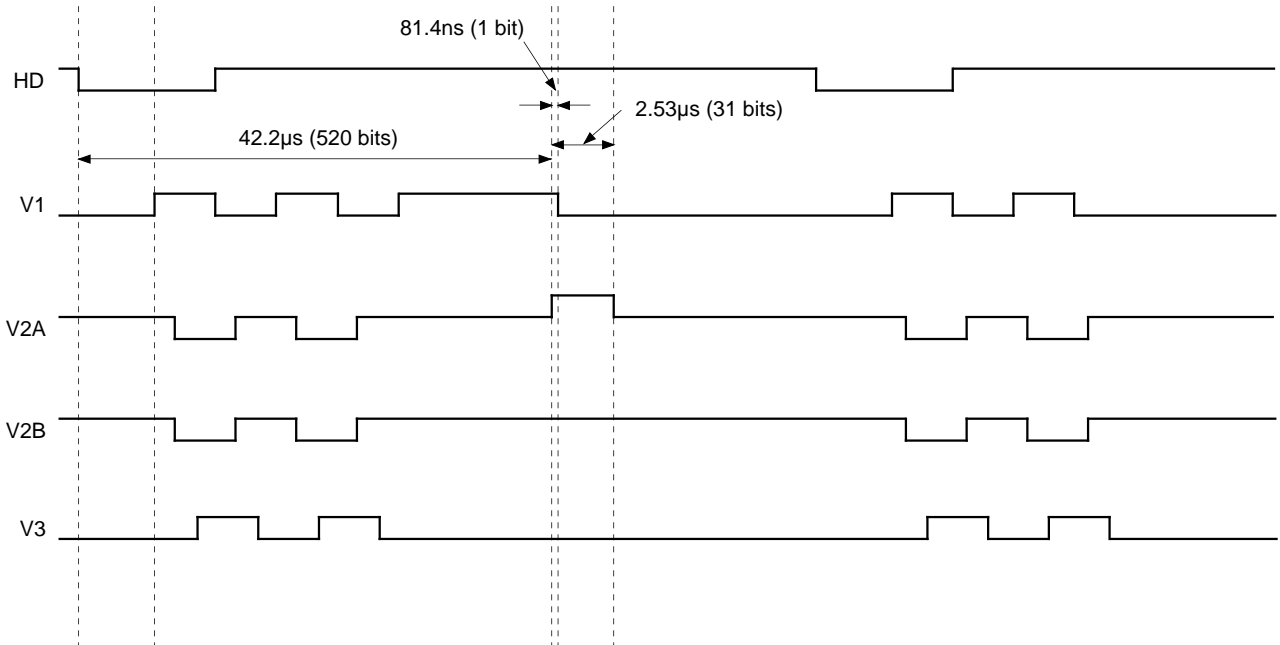 81.4ns (1 bit)
HD
2.53µs (31 bits)
42.2µs (520 bits)
V1
V2A
V2B
V3